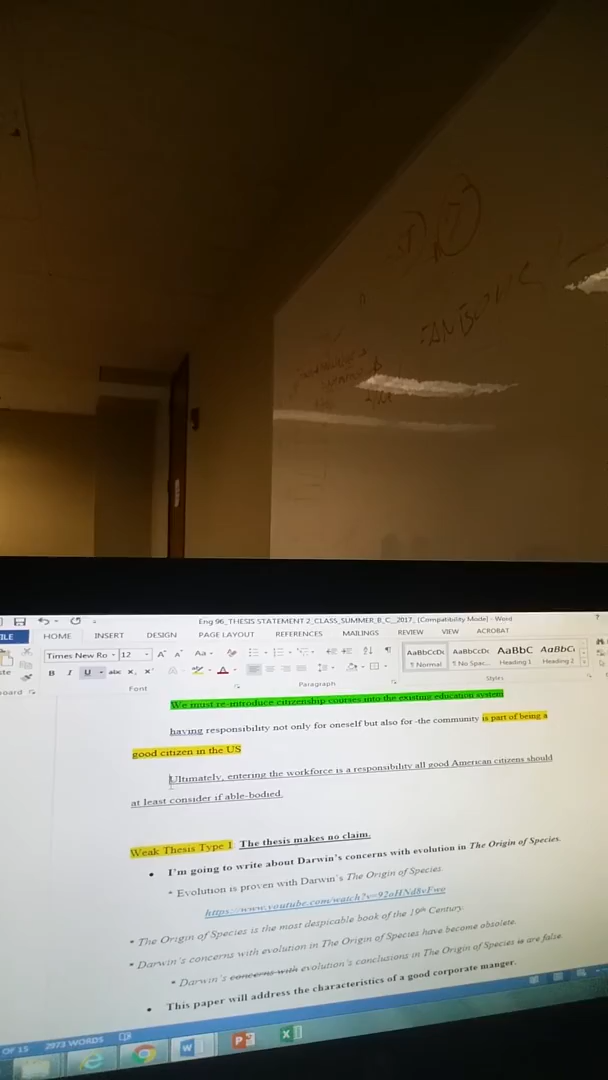 Eng 96_THESIS STATEMENT 2_CLASS_SUMMER_B_C_2017_ [Compatibility Mode] - Word
HOME INSERT DESIGN PAGE LAYOUT REFERENCES MAILINGS REVIEW VIEW ACROBAT
Times New Ro 12 Aa
AaBbCcDc AaBbCcDc AaBbC AaBbCc
B I U abc X, X²
¶ Normal ¶ No Spac... Heading 1 Heading 2
Font Paragraph Styles
We must re-introduce citizenship courses into the existing education system
having responsibility not only for oneself but also for -the community is part of being a
good citizen in the US
Ultimately, entering the workforce is a responsibility all good American citizens should
at least consider if able-bodied.
Weak Thesis Type 1 The thesis makes no claim.
• I'm going to write about Darwin's concerns with evolution in The Origin of Species.
* Evolution is proven with Darwin's The Origin of Species.
* The Origin of Species is the most despicable book of the 19th Century.
* Darwin's concerns with evolution in The Origin of Species have become obsolete.
* Darwin's concerns with evolution's conclusions in The Origin of Species is are false
• This paper will address the characteristics of a good corporate manger.
OF 15 2973 WORDS